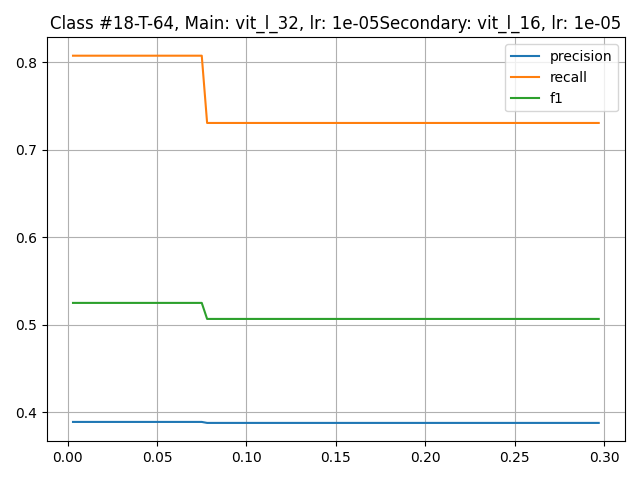 Class #18-T-64, Main: vit_l_32, lr: 1e-05Secondary: vit_l_16, lr: 1e-05
precision
recall
f1
0.8
0.7
0.6
0.5
0.4
0.00 0.05 0.10 0.15 0.20 0.25 0.30